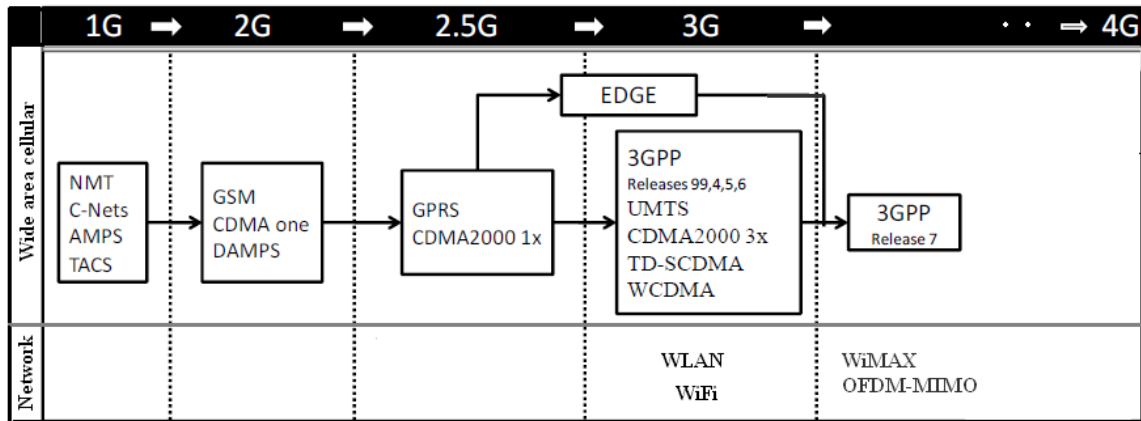 1G → 2G → 2.5G → 3G → · · ⇒ 4G
Wide area cellular
NMT
C-Nets
AMPS
TACS
GSM
CDMA one
DAMPS
GPRS
CDMA2000 1x
EDGE
3GPP
Releases 99,4,5,6
UMTS
CDMA2000 3x
TD-SCDMA
WCDMA
3GPP
Release 7
Network
WLAN
WiFi
WiMAX
OFDM-MIMO